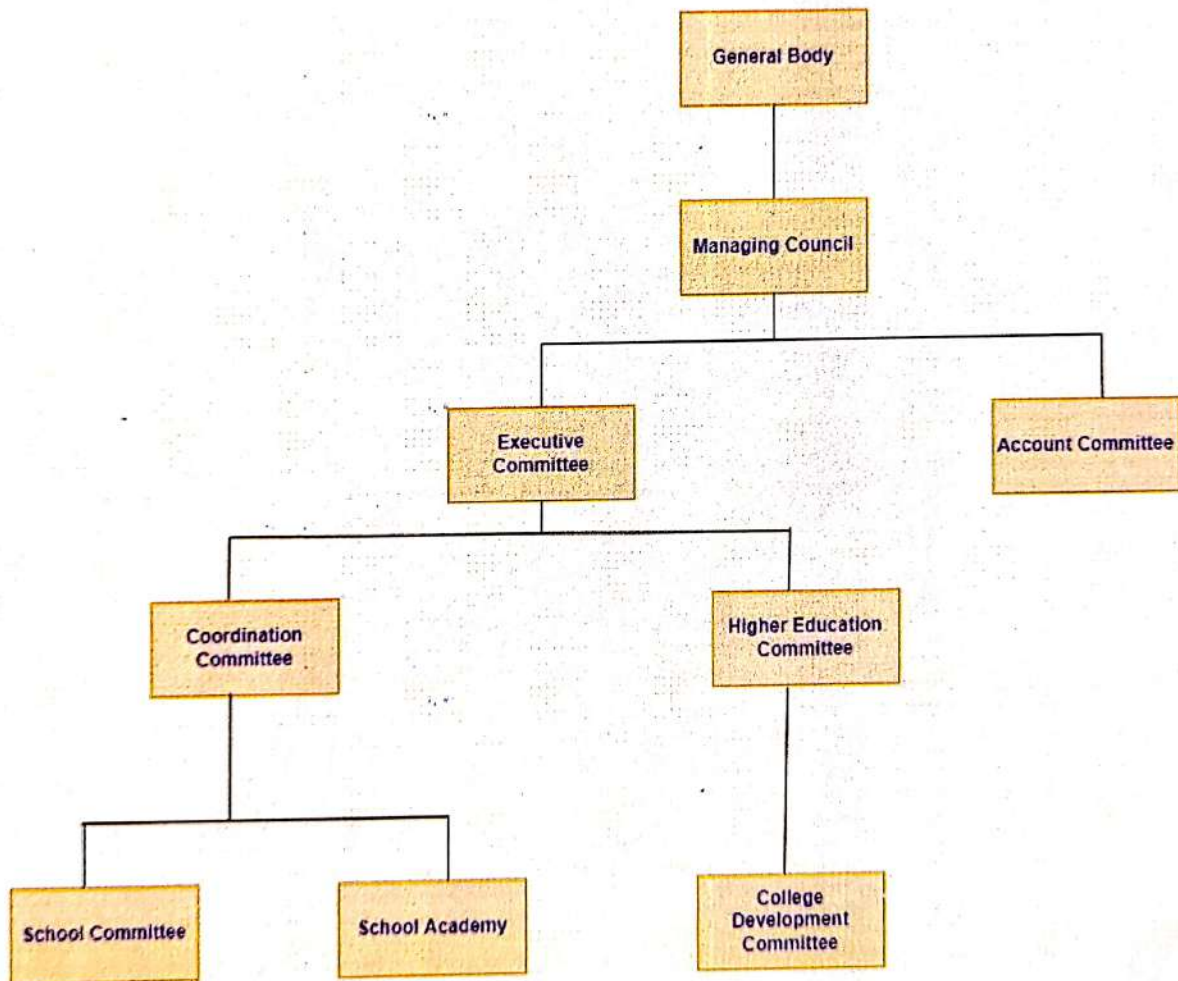 General Body
Managing Council
Executive
Committee
Account Committee
Coordination
Committee
Higher Education
Committee
School Committee
School Academy
College
Development
Committee